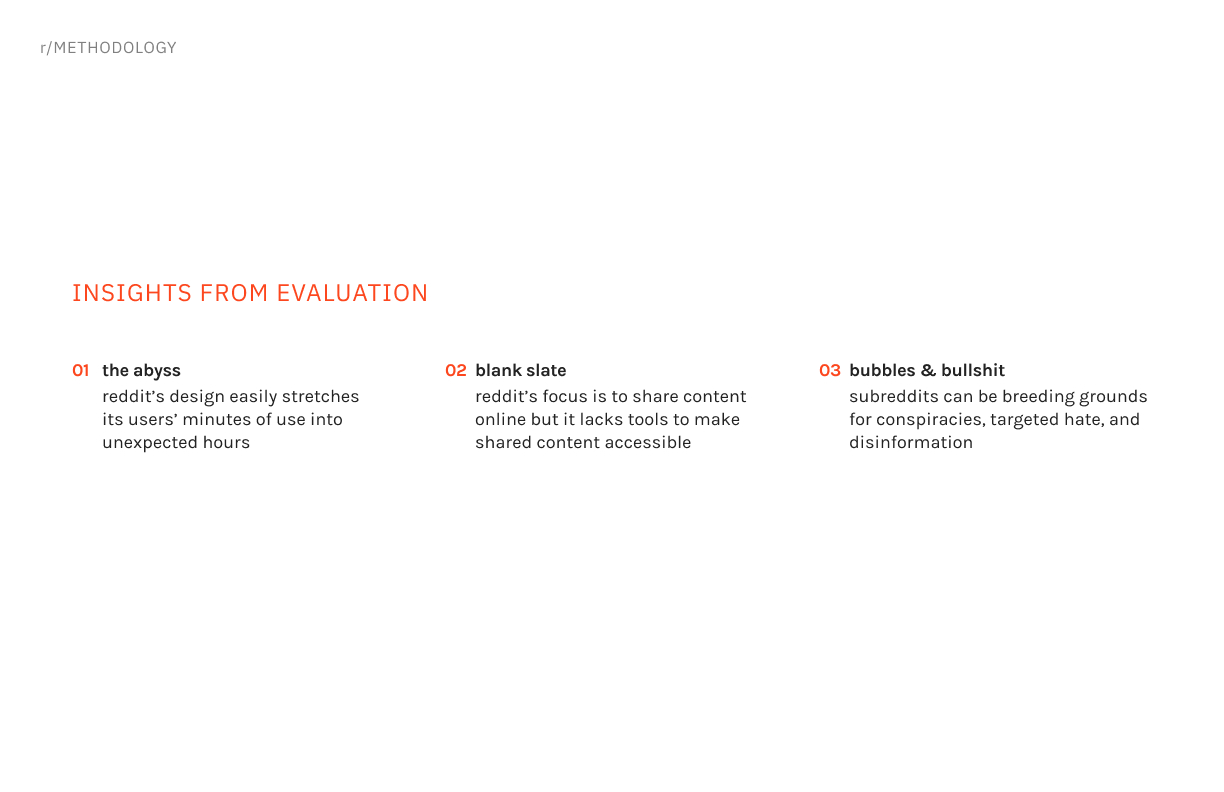 r/METHODOLOGY
INSIGHTS FROM EVALUATION
01 the abyss
reddit’s design easily stretches
its users’ minutes of use into
unexpected hours
02 blank slate
reddit’s focus is to share content
online but it lacks tools to make
shared content accessible
03 bubbles & bullshit
subreddits can be breeding grounds
for conspiracies, targeted hate, and
disinformation